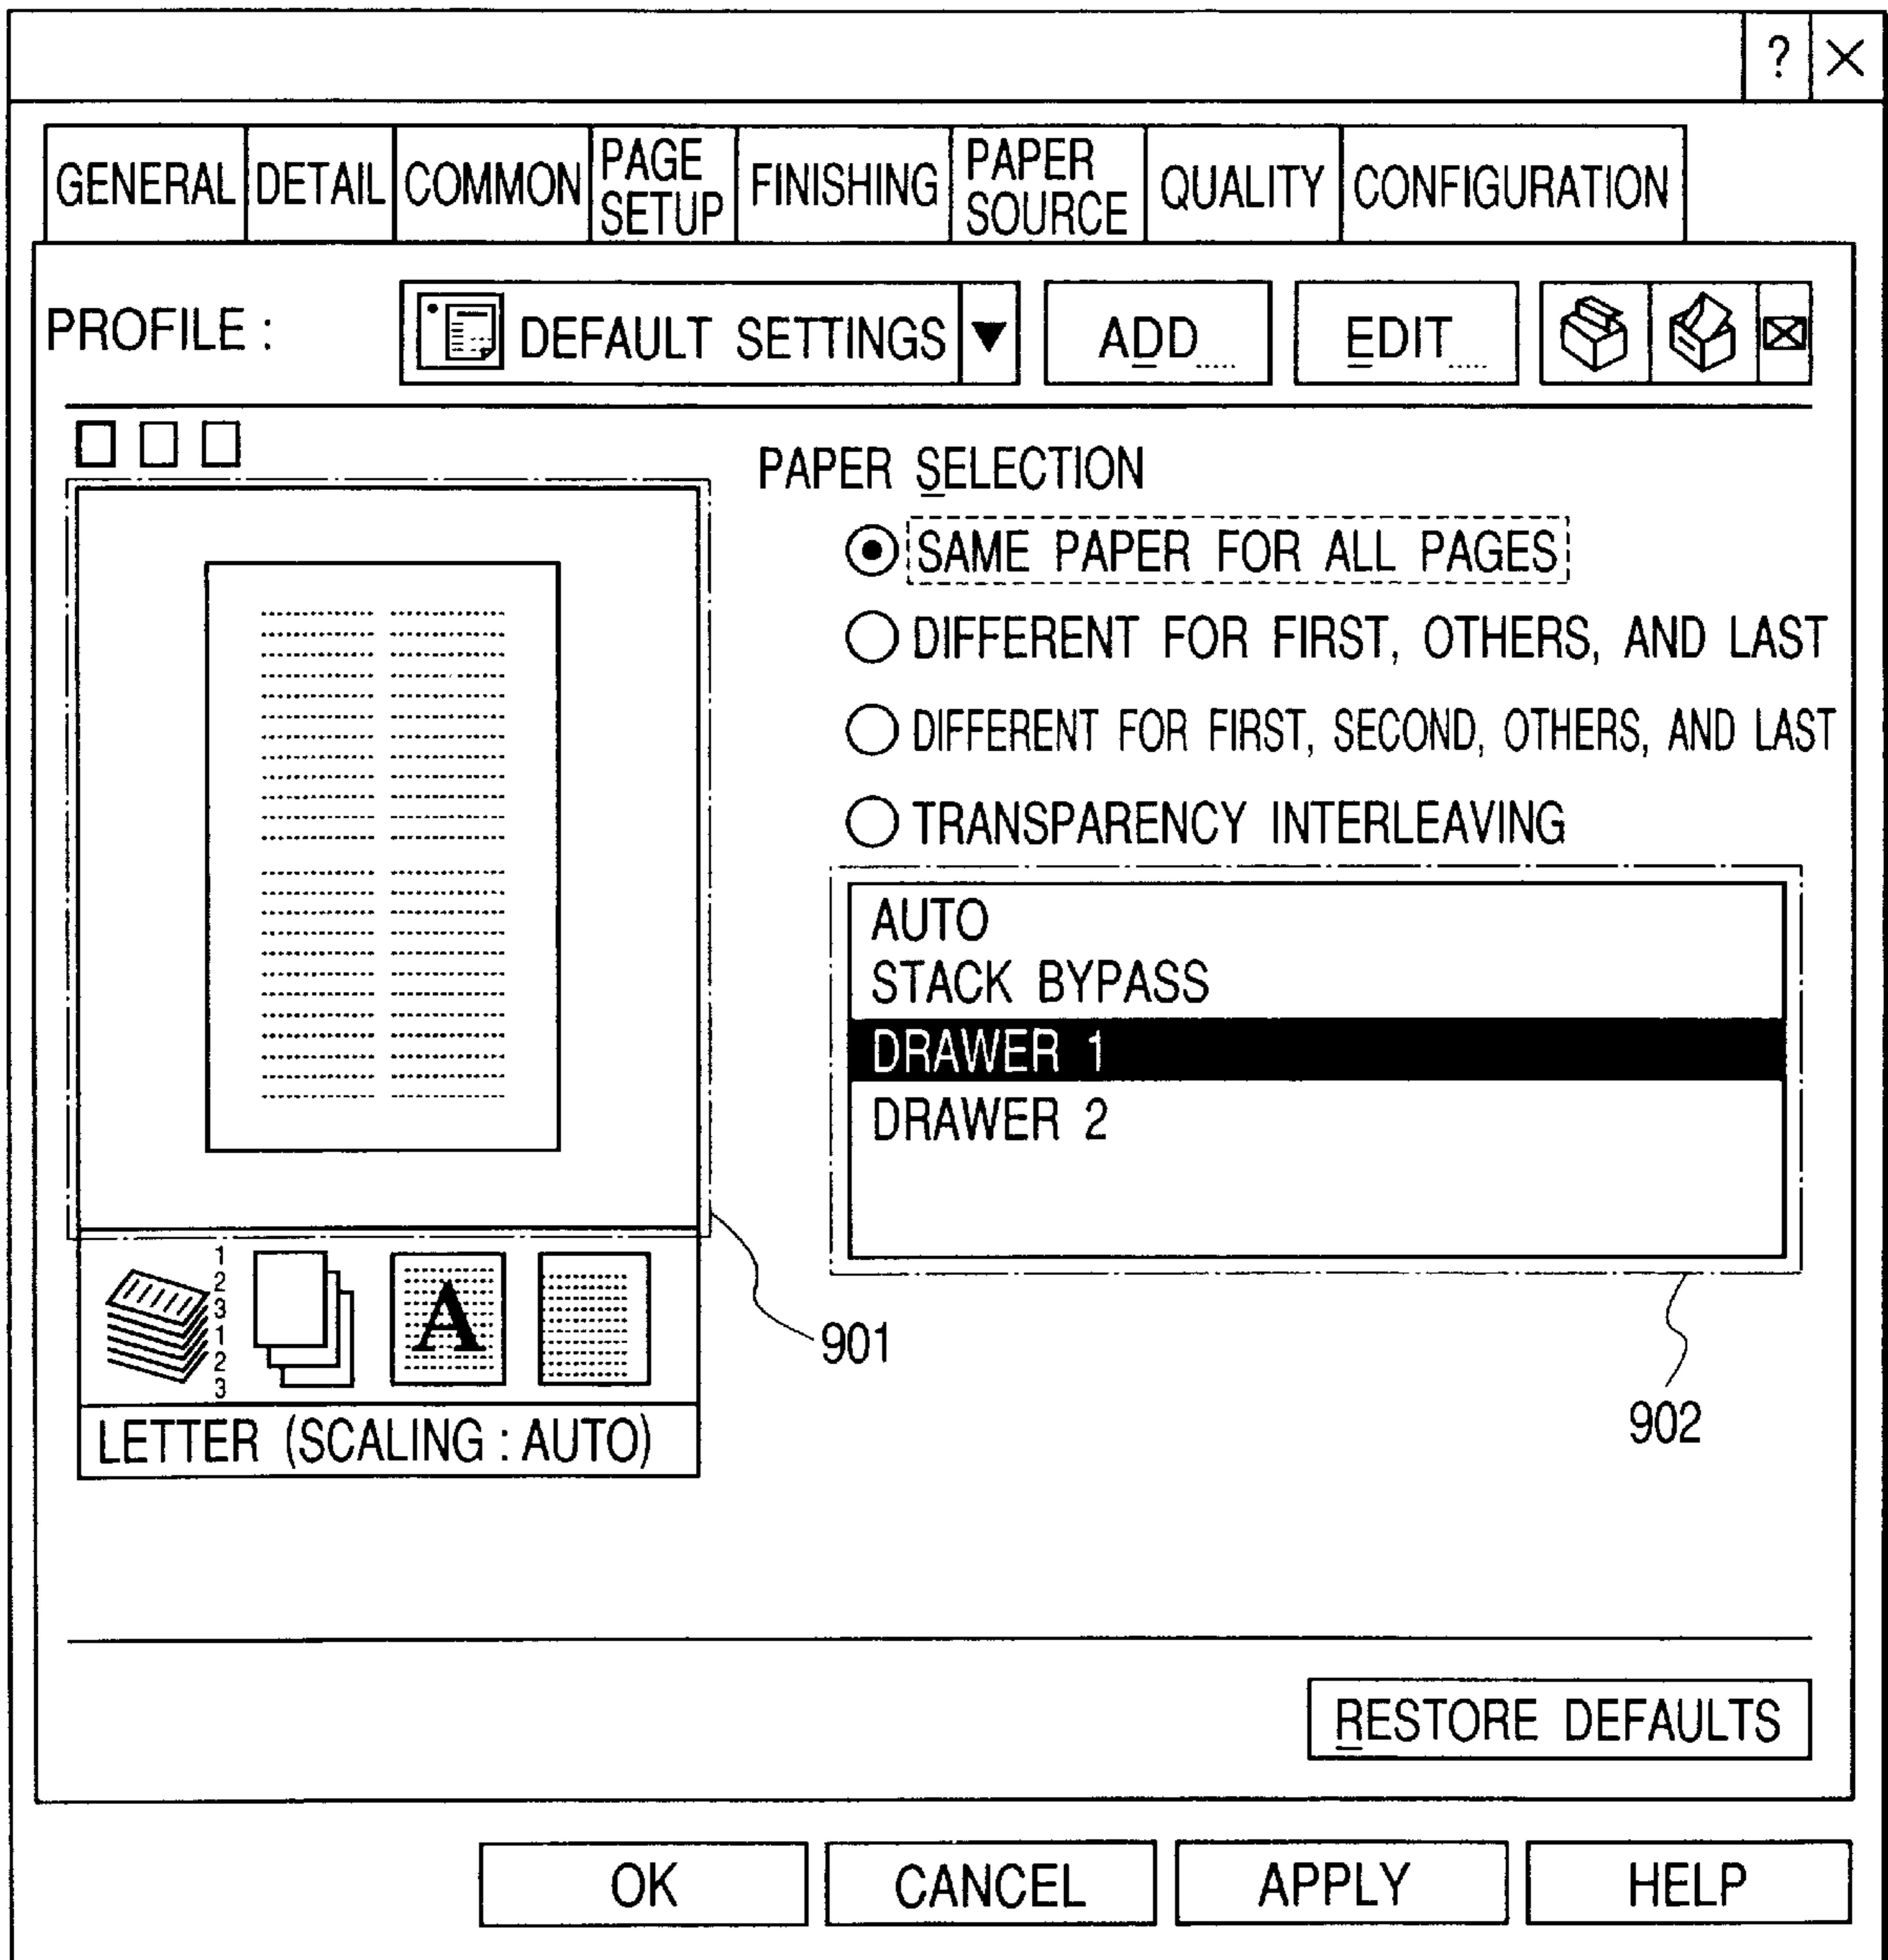 ?
GENERAL DETAIL COMMON PAGE SETUP FINISHING PAPER SOURCE QUALITY CONFIGURATION
PROFILE : DEFAULT SETTINGS ADD..... EDIT.....
PAPER SELECTION
SAME PAPER FOR ALL PAGES
DIFFERENT FOR FIRST, OTHERS, AND LAST
DIFFERENT FOR FIRST, SECOND, OTHERS, AND LAST
TRANSPARENCY INTERLEAVING
AUTO
STACK BYPASS
DRAWER 1
DRAWER 2
1
2
3
1
2
3
A
901
902
LETTER (SCALING : AUTO)
RESTORE DEFAULTS
OK CANCEL APPLY HELP